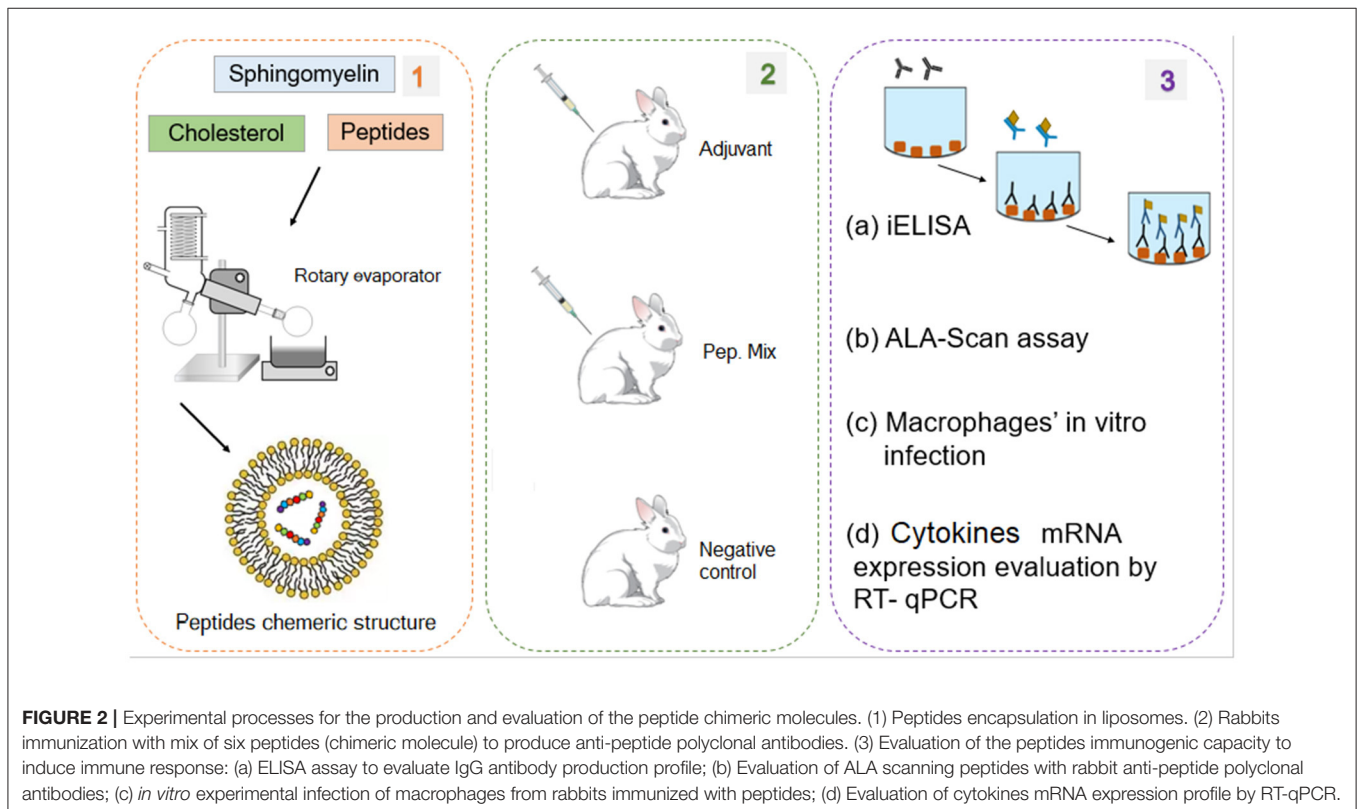 Sphingomyelin
1
Cholesterol
Peptides
Rotary evaporator
Peptides chemeric structure
2
Adjuvant
Pep. Mix
Negative
control
3
(a) iELISA
(b) ALA-Scan assay
(c) Macrophages' in vitro
infection
(d) Cytokines mRNA
expression evaluation by
RT- qPCR
FIGURE 2 | Experimental processes for the production and evaluation of the peptide chimeric molecules. (1) Peptides encapsulation in liposomes. (2) Rabbits
immunization with mix of six peptides (chimeric molecule) to produce anti-peptide polyclonal antibodies. (3) Evaluation of the peptides immunogenic capacity to
induce immune response: (a) ELISA assay to evaluate IgG antibody production profile; (b) Evaluation of ALA scanning peptides with rabbit anti-peptide polyclonal
antibodies; (c) in vitro experimental infection of macrophages from rabbits immunized with peptides; (d) Evaluation of cytokines mRNA expression profile by RT-qPCR.